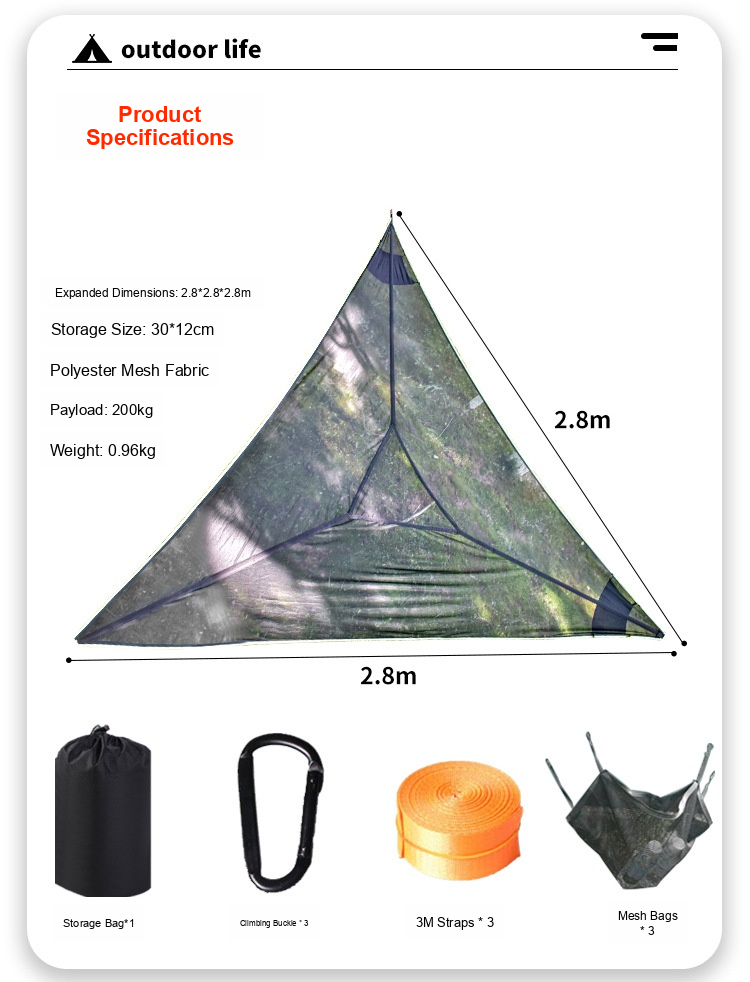 outdoor life
Product
Specifications
Expanded Dimensions: 2.8*2.8*2.8m
Storage Size: 30*12cm
Polyester Mesh Fabric
Payload: 200kg
Weight: 0.96kg
2.8m
2.8m
Storage Bag*1
Climbing Buckle * 3
3M Straps * 3
Mesh Bags
* 3